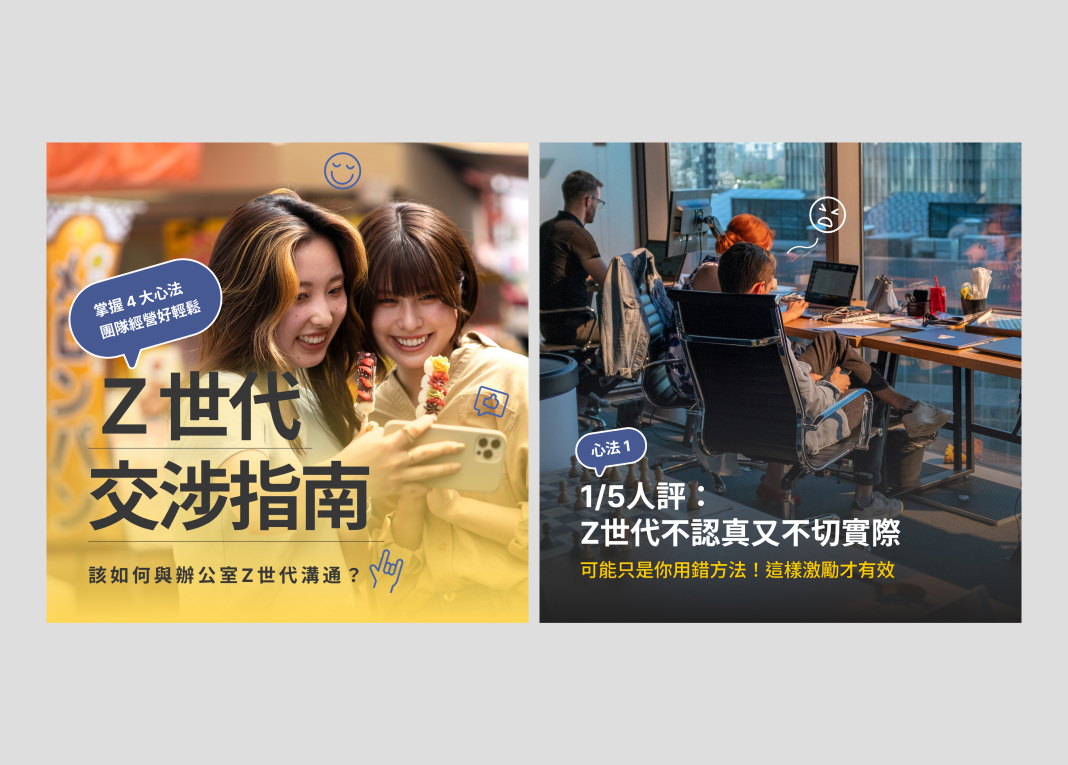 掌握 4 大心法
團隊經營好輕鬆
Z 世代
交涉指南
該如何與辦公室Z世代溝通？
心法 1
1/5人評：
Z世代不認真又不切實際
可能只是你用錯方法！這樣激勵才有效